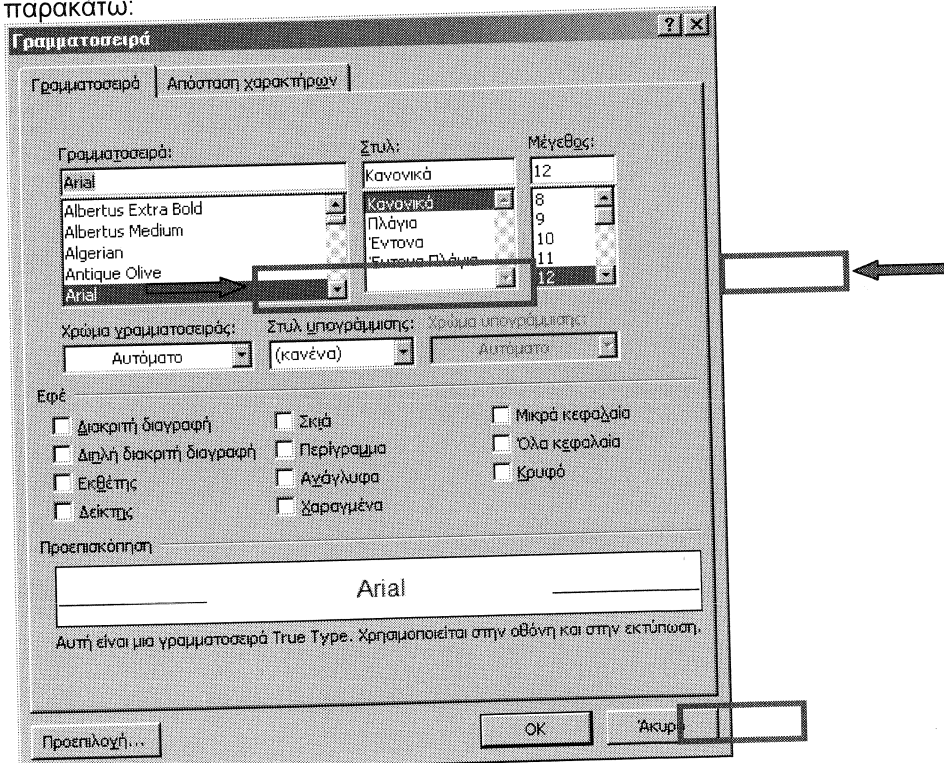 παρακάτω:
Γραμματοσειρά
Γραμματοσειρά Απόσταση χαρακτήρων
Γραμματοσειρά: Στυλ: Μέγεθος:
Arial Κανονικά 12
Albertus Extra Bold Κανονικά 8
Albertus Medium Πλάγια 9
Algerian Έντονα 10
Antique Olive Έντονα Πλάγια 11
Arial 12
Χρώμα γραμματοσειράς: Στυλ υπογράμμισης: Χρώμα υπογράμμισης:
Αυτόματο (κανένα) Αυτόματο
Εφέ
Διακριτή διαγραφή Σκιά Μικρά κεφαλαία
Διπλή διακριτή διαγραφή Περίγραμμα Όλα κεφαλαία
Εκθέτης Ανάγλυφα Κρυφό
Δείκτης Χαραγμένα
Προεπισκόπηση
Arial
Αυτή είναι μια γραμματοσειρά True Type. Χρησιμοποιείται στην οθόνη και στην εκτύπωση.
Προεπιλογή... OK Άκυρο